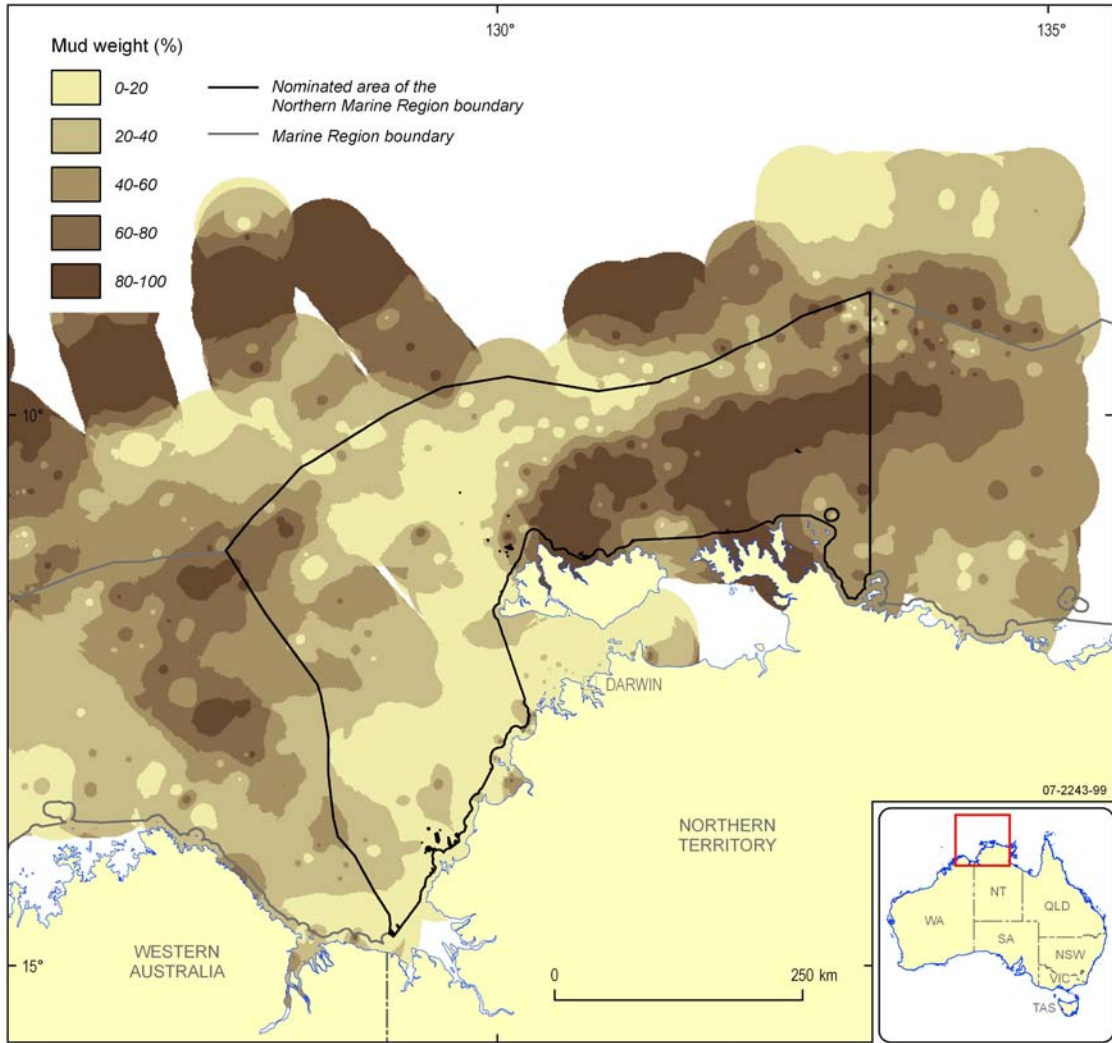 130°
135°
Mud weight (%)
0-20
20-40
40-60
60-80
80-100
Nominated area of the
Northern Marine Region boundary
Marine Region boundary
10°
DARWIN
07-2243-99
NORTHERN
TERRITORY
WESTERN
AUSTRALIA
15°
0
250 km
NT
WA
QLD
SA
NSW
VIC
TAS